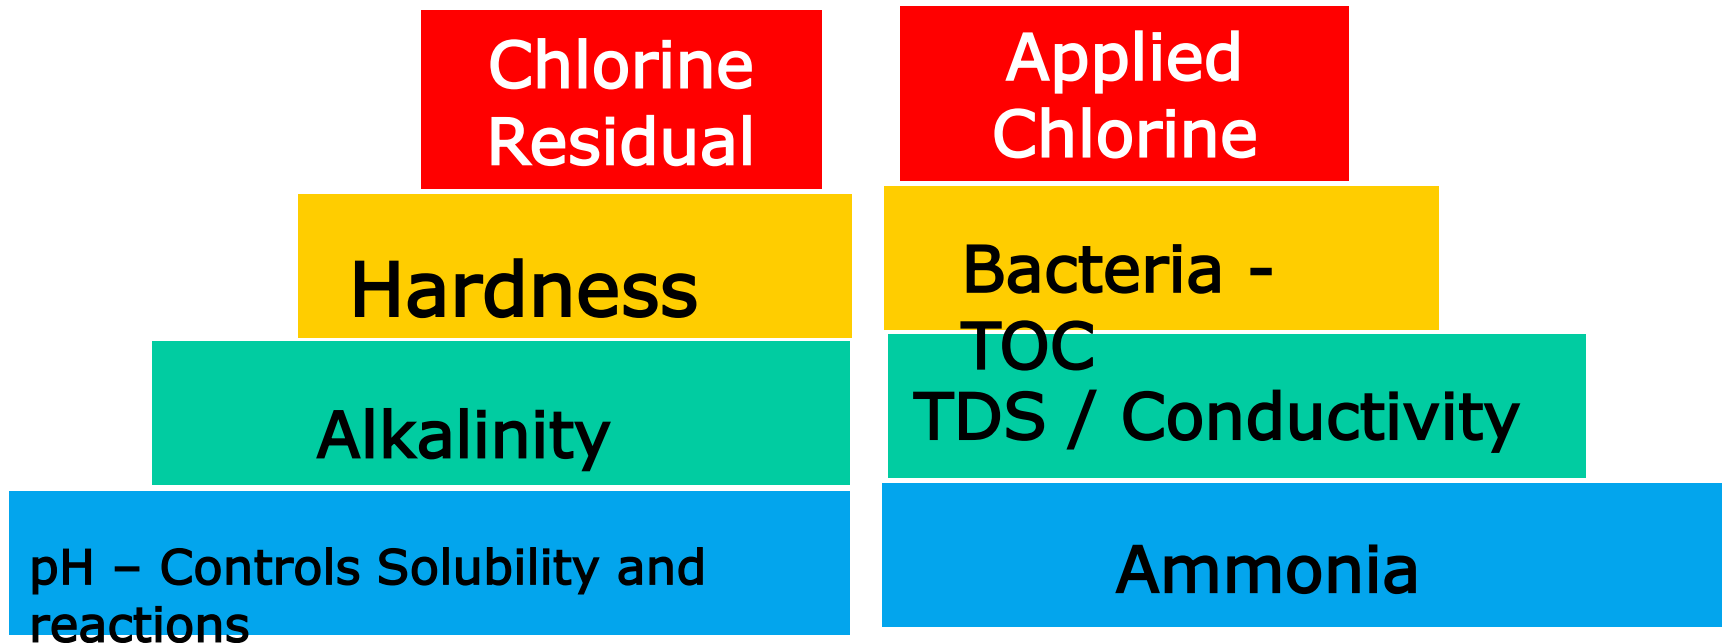 Chlorine
Residual
Hardness
Alkalinity
pH – Controls Solubility and
reactions
Applied
Chlorine
Bacteria -
TOC
TDS / Conductivity
Ammonia